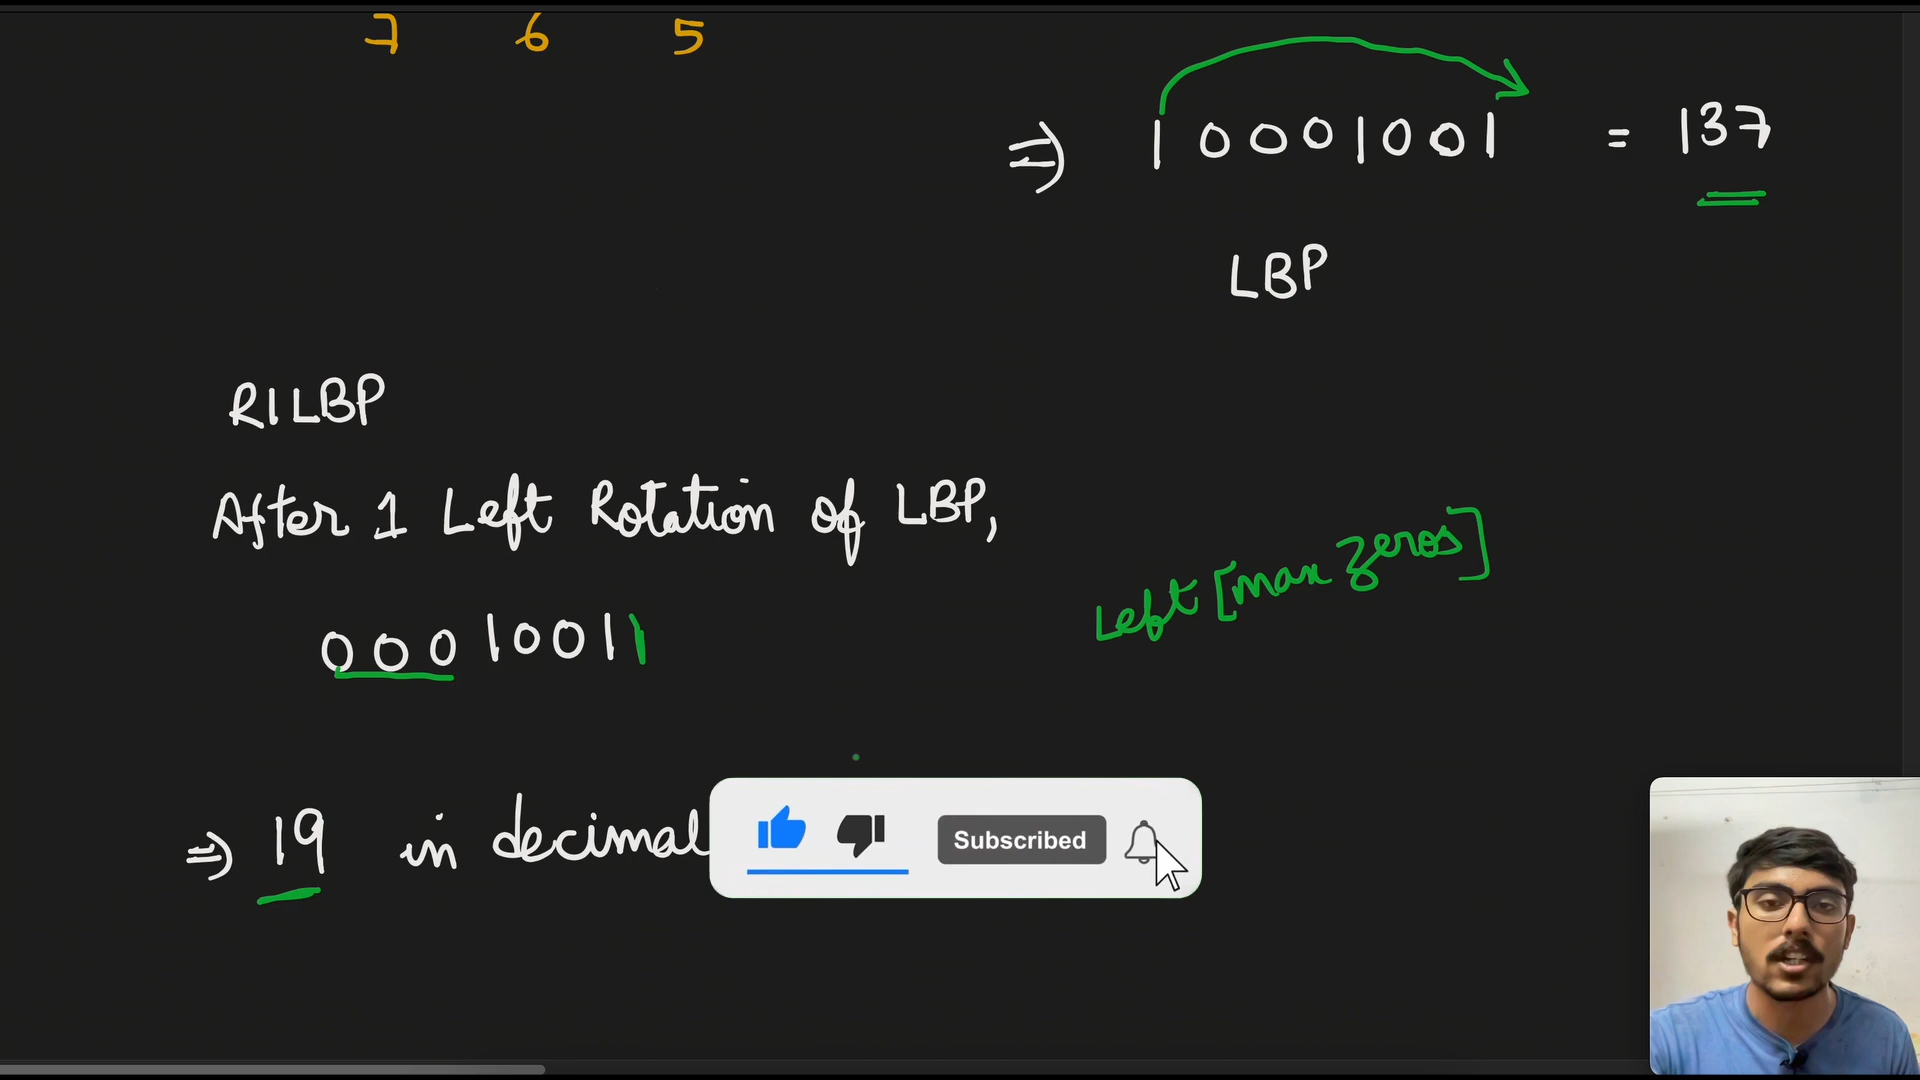 7 6 5
⇒ 10001001 = 137
LBP
RILBP
After 1 Left Rotation of LBP,
Left [max zeros]
00010011
⇒ 19 in decimal
Subscribed